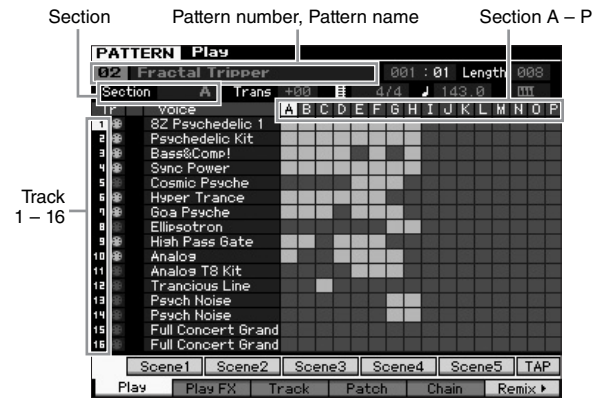 Section Pattern number, Pattern name Section A – P
PATTERN Play
02 Fractal Tripper 001 : 01 Length 008
Section A Trans +00 4/4 143.0
Tr Voice A B C D E F G H I J K L M N O P
1 8Z Psychedelic 1
2 Psychedelic Kit
3 Bass&Comp!
4 Sync Power
5 Cosmic Psyche
6 Hyper Trance
7 Goa Psyche
8 Ellipsotron
9 High Pass Gate
10 Analog
11 Analog T8 Kit
12 Trancious Line
13 Psych Noise
14 Psych Noise
15 Full Concert Grand
16 Full Concert Grand
Track
1 – 16
Scene1 Scene2 Scene3 Scene4 Scene5 TAP
Play Play FX Track Patch Chain Remix